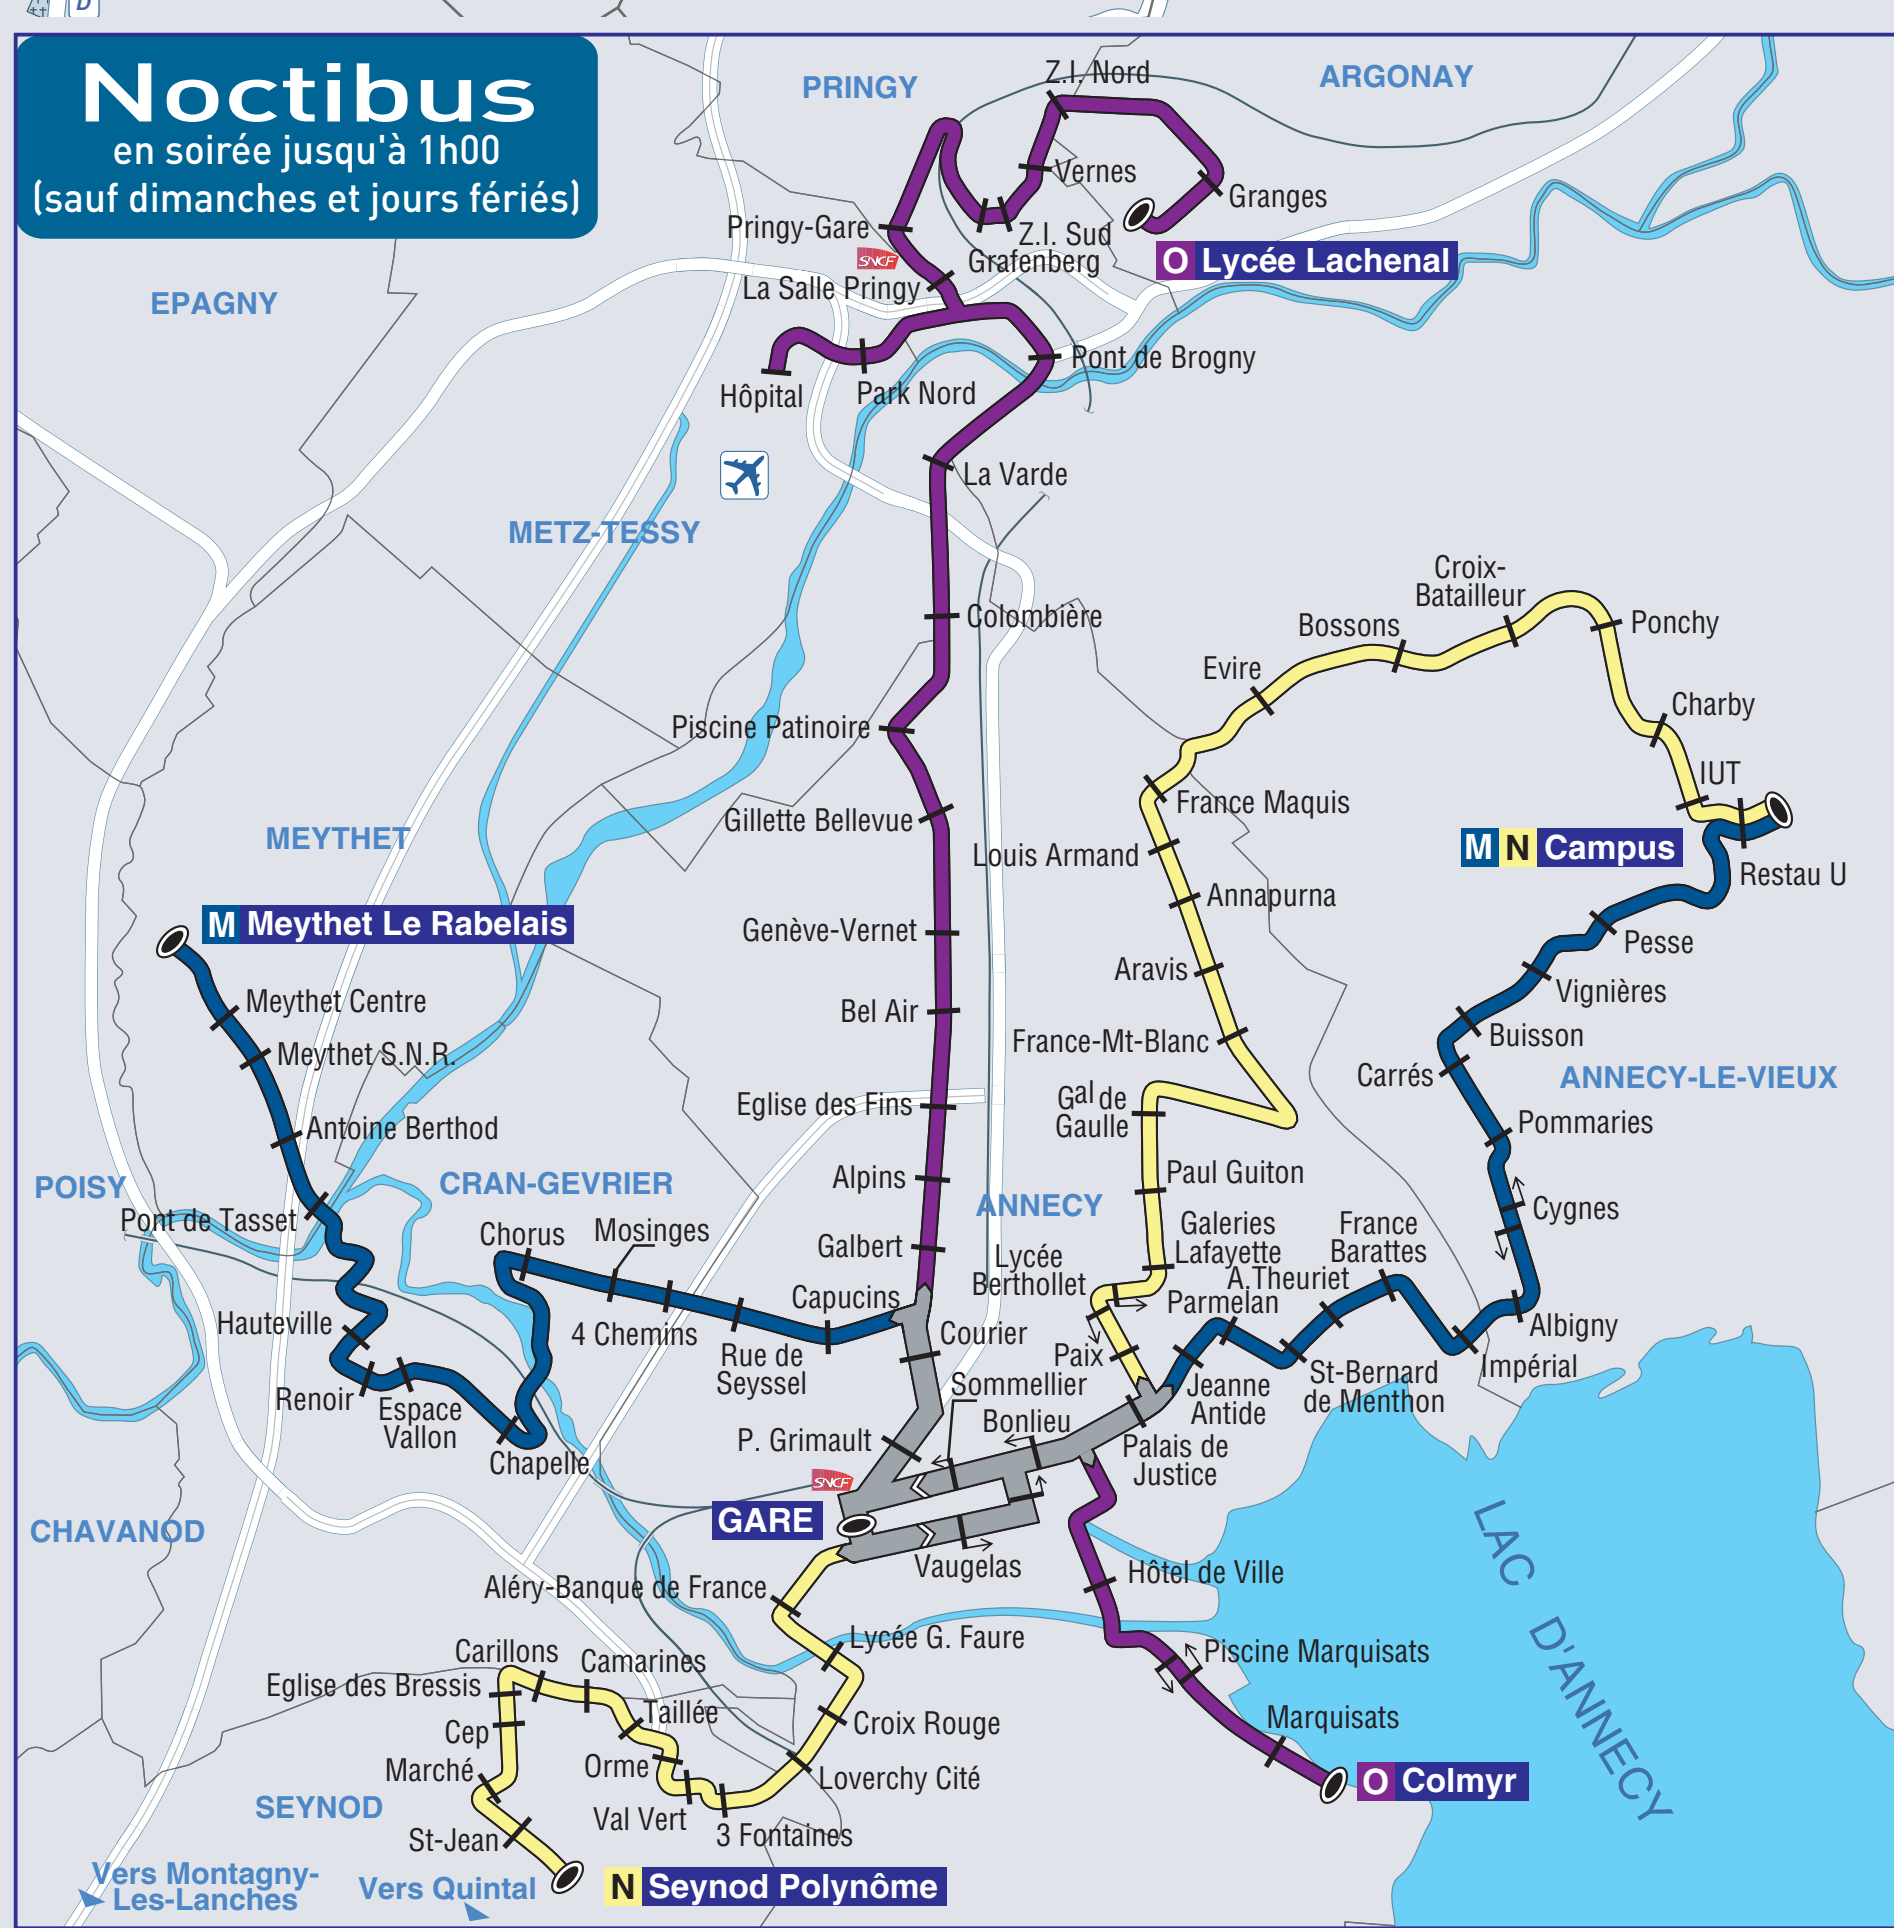 D
Noctibus
en soirée jusqu'à 1h00
(sauf dimanches et jours fériés)
PRINGY
Z.I. Nord
ARGONAY
Vernes
Granges
Pringy-Gare
SNCF
Z.I. Sud
Grafenberg
O Lycée Lachenal
La Salle Pringy
EPAGNY
Pont de Brogny
Hôpital
Park Nord
La Varde
METZ-TESSY
Croix-
Batailleur
Colombière
Bossons
Ponchy
Evire
Charby
Piscine Patinoire
IUT
France Maquis
Gillette Bellevue
MEYTHET
Louis Armand
M N Campus
Restau U
Annapurna
M Meythet Le Rabelais
Genève-Vernet
Pesse
Aravis
Vignières
Meythet Centre
Bel Air
Buisson
France-Mt-Blanc
Meythet S.N.R.
Carrés
ANNECY-LE-VIEUX
Eglise des Fins
Gal de
Gaulle
Pommaries
Antoine Berthod
Alpins
Paul Guiton
POISY
CRAN-GEVRIER
ANNECY
Cygnes
Pont de Tasset
Chorus
Mosinges
Galbert
Galeries
Lafayette
France
Barattes
Lycée
Berthollet
A.Theuriet
Capucins
Parmelan
Hauteville
4 Chemins
Courier
Albigny
Rue de
Seyssel
Paix
Impérial
Renoir
Sommellier
Jeanne
Antide
St-Bernard
de Menthon
Espace
Vallon
Bonlieu
P. Grimault
Palais de
Justice
Chapelle
SNCF
GARE
CHAVANOD
LAC D'ANNECY
Vaugelas
Hôtel de Ville
Aléry-Banque de France
Lycée G. Faure
Piscine Marquisats
Carillons
Camarines
Eglise des Bressis
Taillée
Croix Rouge
Marquisats
Cep
Orme
Marché
Loverchy Cité
O Colmyr
SEYNOD
Val Vert
3 Fontaines
St-Jean
Vers Montagny-
Les-Lanches
Vers Quintal
N Seynod Polynôme